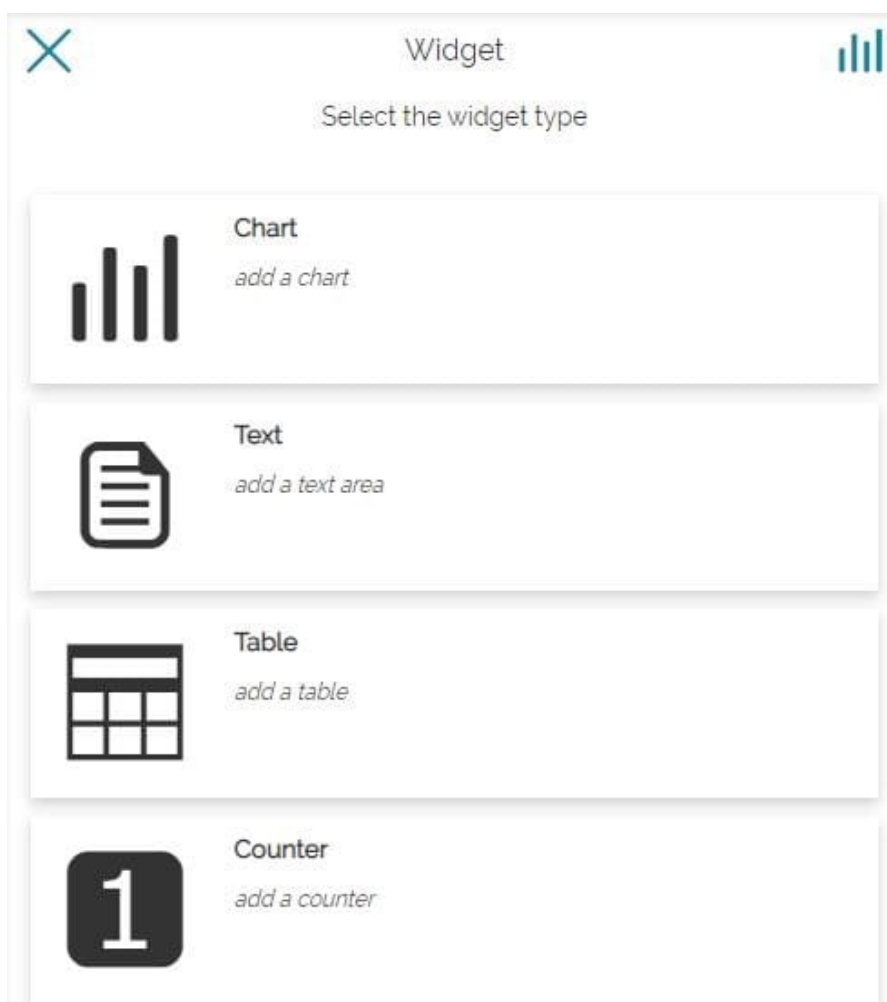 Widget
Select the widget type
Chart
add a chart
Text
add a text area
Table
add a table
1
Counter
add a counter